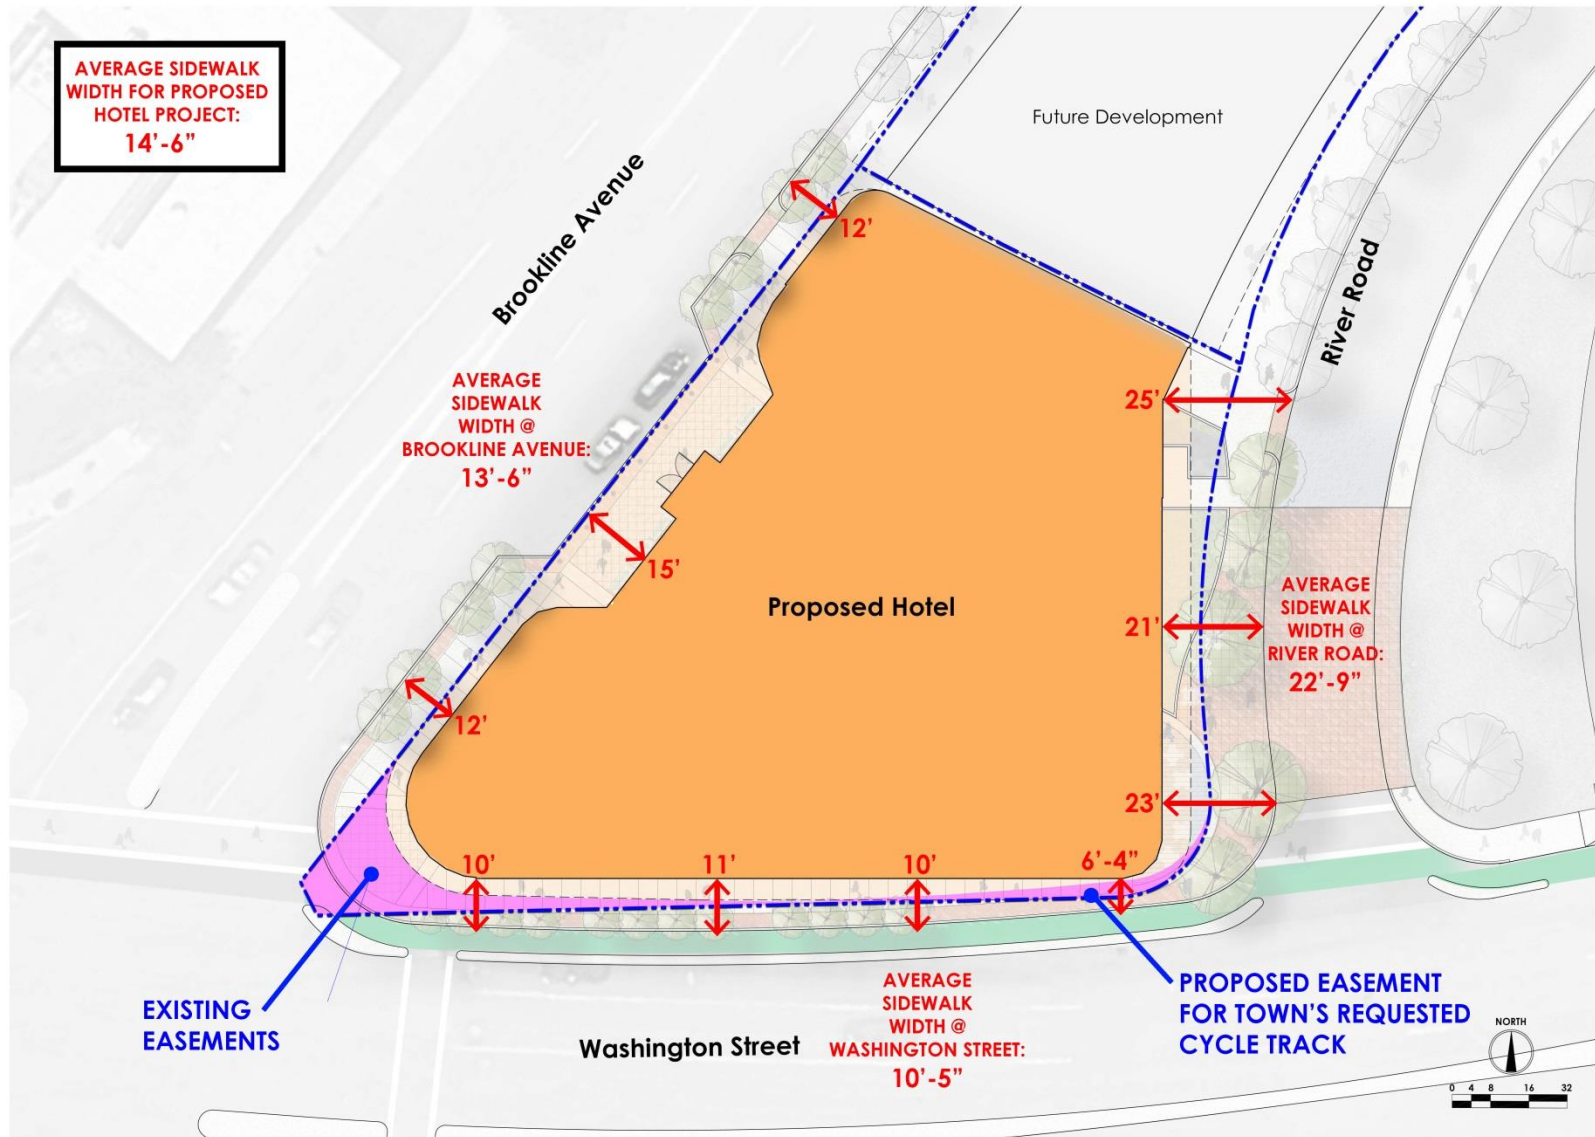 AVERAGE SIDEWALK
WIDTH FOR PROPOSED
HOTEL PROJECT:
14'-6”
Future Development
Brookline Avenue
River Road
12'
25'
AVERAGE
SIDEWALK
WIDTH @
BROOKLINE AVENUE:
13'-6”
15'
Proposed Hotel
21'
AVERAGE
SIDEWALK
WIDTH @
RIVER ROAD:
22'-9”
12'
23'
10'
11'
10'
6'-4”
EXISTING
EASEMENTS
Washington Street
AVERAGE
SIDEWALK
WIDTH @
WASHINGTON STREET:
10'-5”
PROPOSED EASEMENT
FOR TOWN'S REQUESTED
CYCLE TRACK
NORTH
0 4 8 16 32